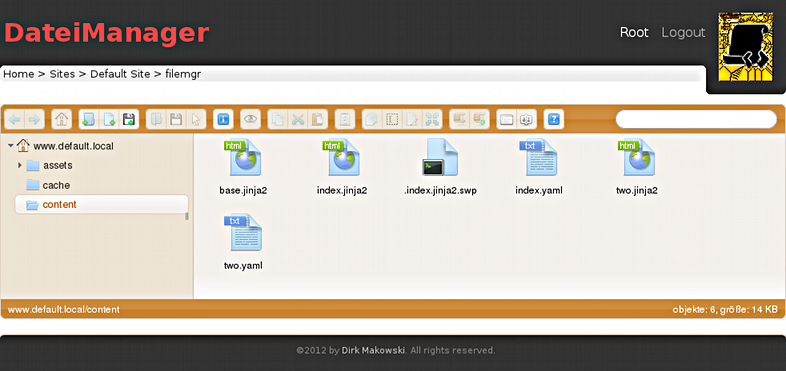 DateiManager
Root Logout
Home > Sites > Default Site > filemgr
www.default.local
assets
cache
content
html html txt html
base.jinja2 index.jinja2 .index.jinja2.swp index.yaml two.jinja2
txt
two.yaml
www.default.local/content objekte: 6, größe: 14 KB
©2012 by Dirk Makowski. All rights reserved.